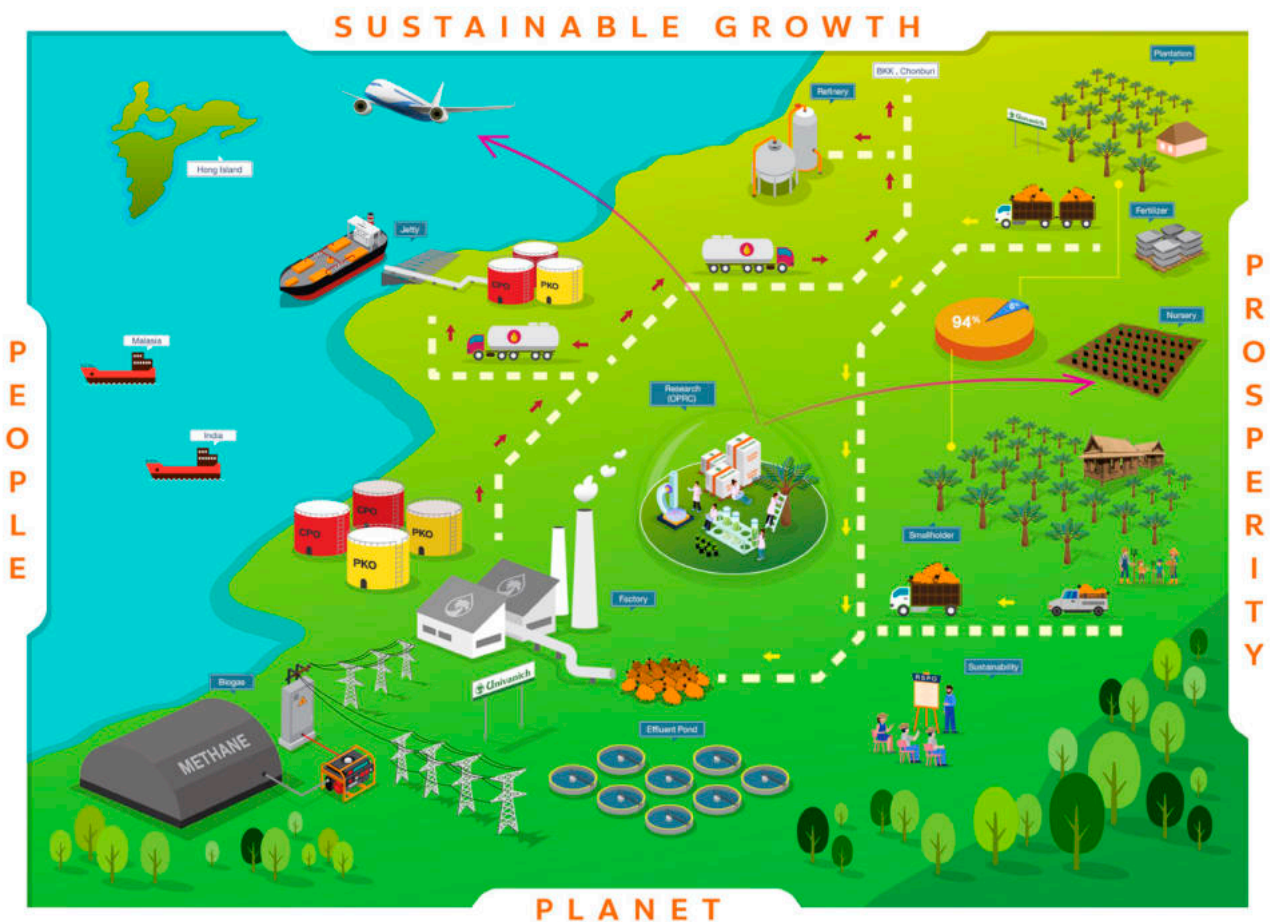 SUSTAINABLE GROWTH
BKK , Chonburi
Plantation
Refinery
Univanich
Hong Island
Fertilizer
Jetty
CPO
PKO
94%
6%
Nursery
Malasia
Research
(OPRC)
India
CPO
CPO
PKO
PKO
Smallholder
Factory
Sustainability
RSPO
Biogas
Univanich
METHANE
Effluent Pond
PEOPLE
PROSPERITY
PLANET